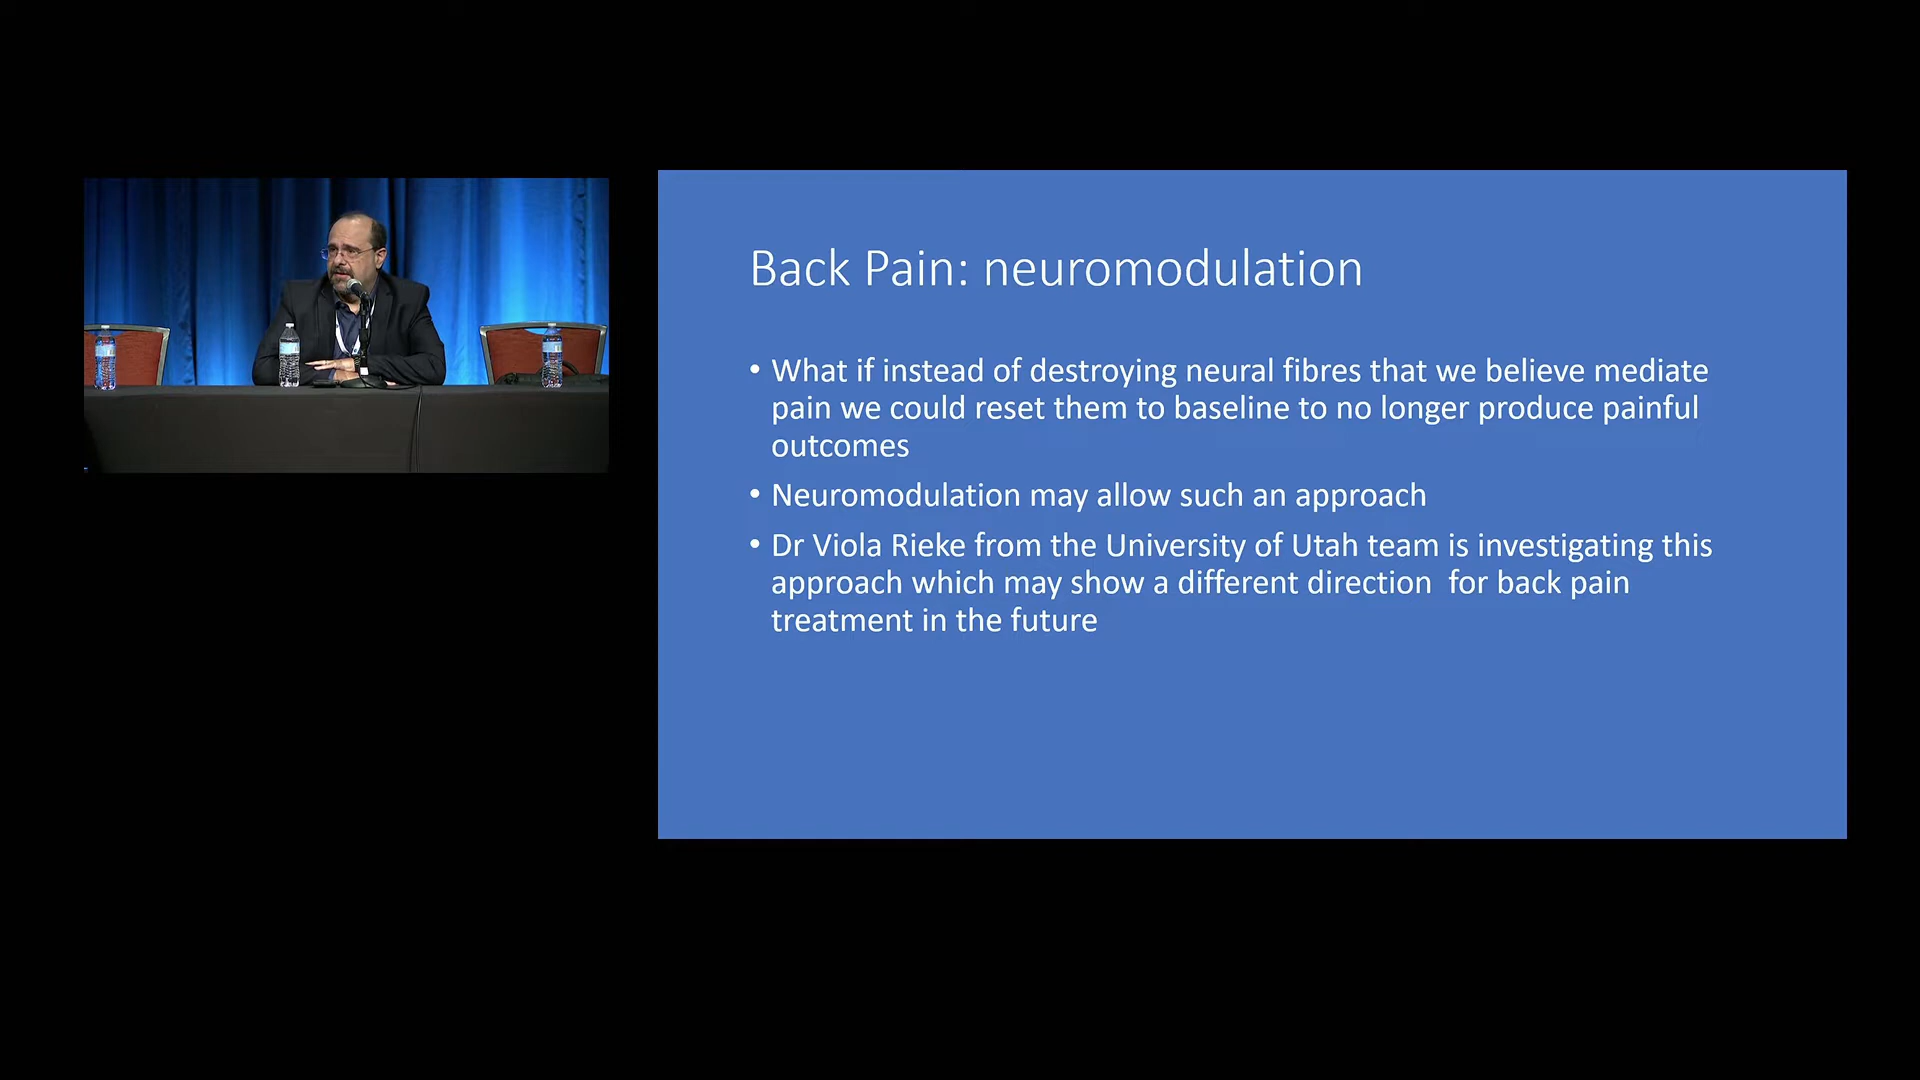 Back Pain: neuromodulation
• What if instead of destroying neural fibres that we believe mediate
pain we could reset them to baseline to no longer produce painful
outcomes
• Neuromodulation may allow such an approach
• Dr Viola Rieke from the University of Utah team is investigating this
approach which may show a different direction  for back pain
treatment in the future